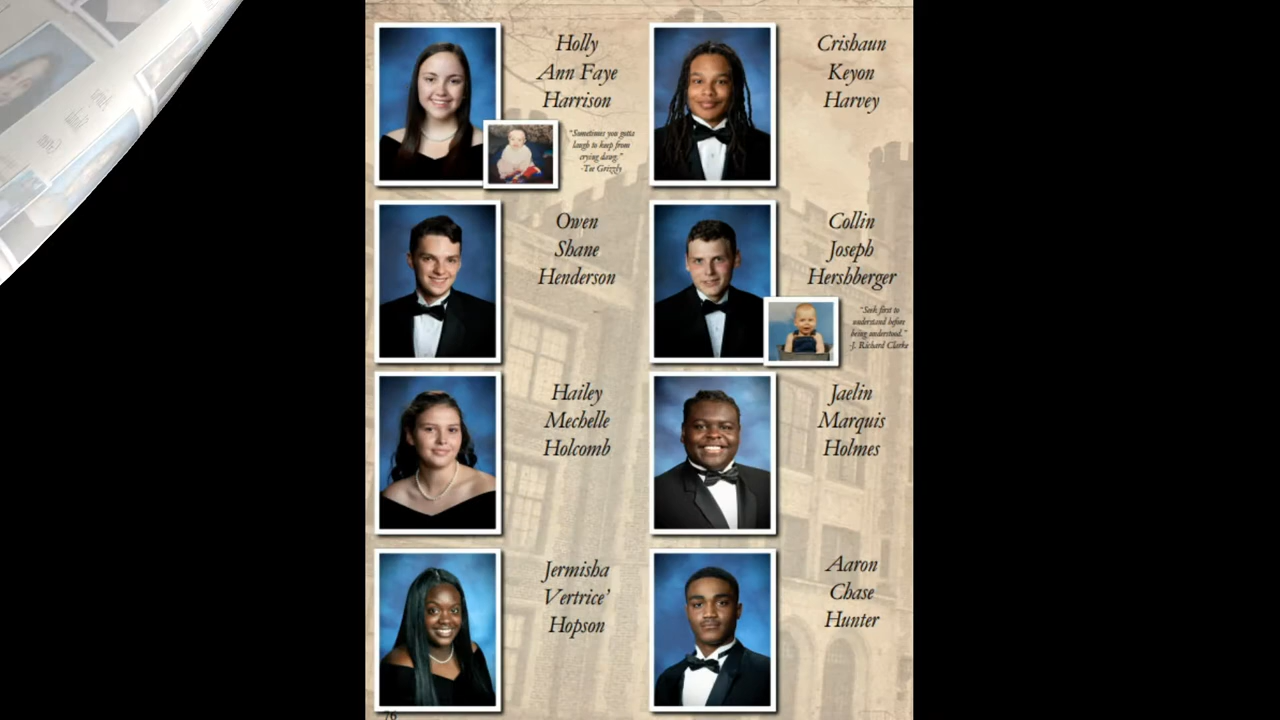 Holly
Ann Faye
Harrison
"Sometimes you gotta
laugh to keep from
crying dawg."
-Tee Grizzly
Crishaun
Keyon
Harvey
Owen
Shane
Henderson
Collin
Joseph
Hershberger
"Seek first to
understand before
being understood."
-J. Richard Clarke
Hailey
Mechelle
Holcomb
Jaelin
Marquis
Holmes
Jermisha
Vertrice'
Hopson
Aaron
Chase
Hunter
76